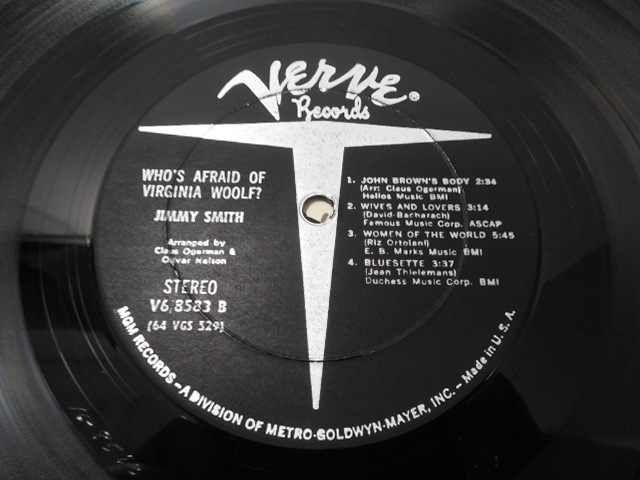 Verve®
Records
WHO'S AFRAID OF
VIRGINIA WOOLF?
JIMMY SMITH
Arranged by
Claus Ogerman &
Oliver Nelson
STEREO
V6/8583 B
(64 VGS 329)
1. JOHN BROWN'S BODY 2:34
(Arr: Claus Ogerman)
Helios Music BMI
2. WIVES AND LOVERS 3:14
(David-Bacharach)
Famous Music Corp. ASCAP
3. WOMEN OF THE WORLD 5:45
(Riz Ortolani)
E. B. Marks Music BMI
4. BLUESETTE 3:37
(Jean Thielemans)
Duchess Music Corp. BMI
MGM RECORDS – A DIVISION OF METRO-GOLDWYN-MAYER, INC. – Made in U.S.A.